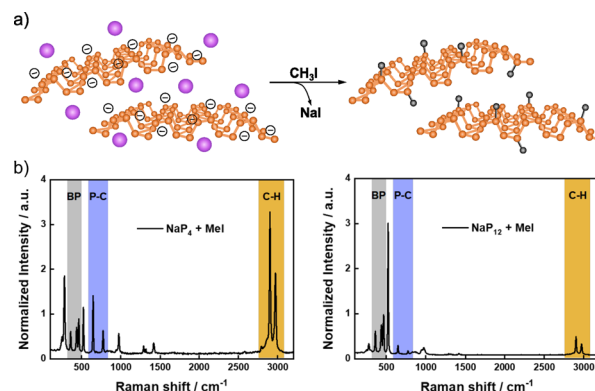 a)
CH₃I
NaI
b)
BP P-C C-H
NaP₄ + MeI
Normalized Intensity / a.u.
4
3
2
1
0
500 1000 1500 2000 2500 3000
Raman shift / cm⁻¹
BP P-C C-H
NaP₁₂ + MeI
Normalized Intensity / a.u.
4
3
2
1
0
500 1000 1500 2000 2500 3000
Raman shift / cm⁻¹